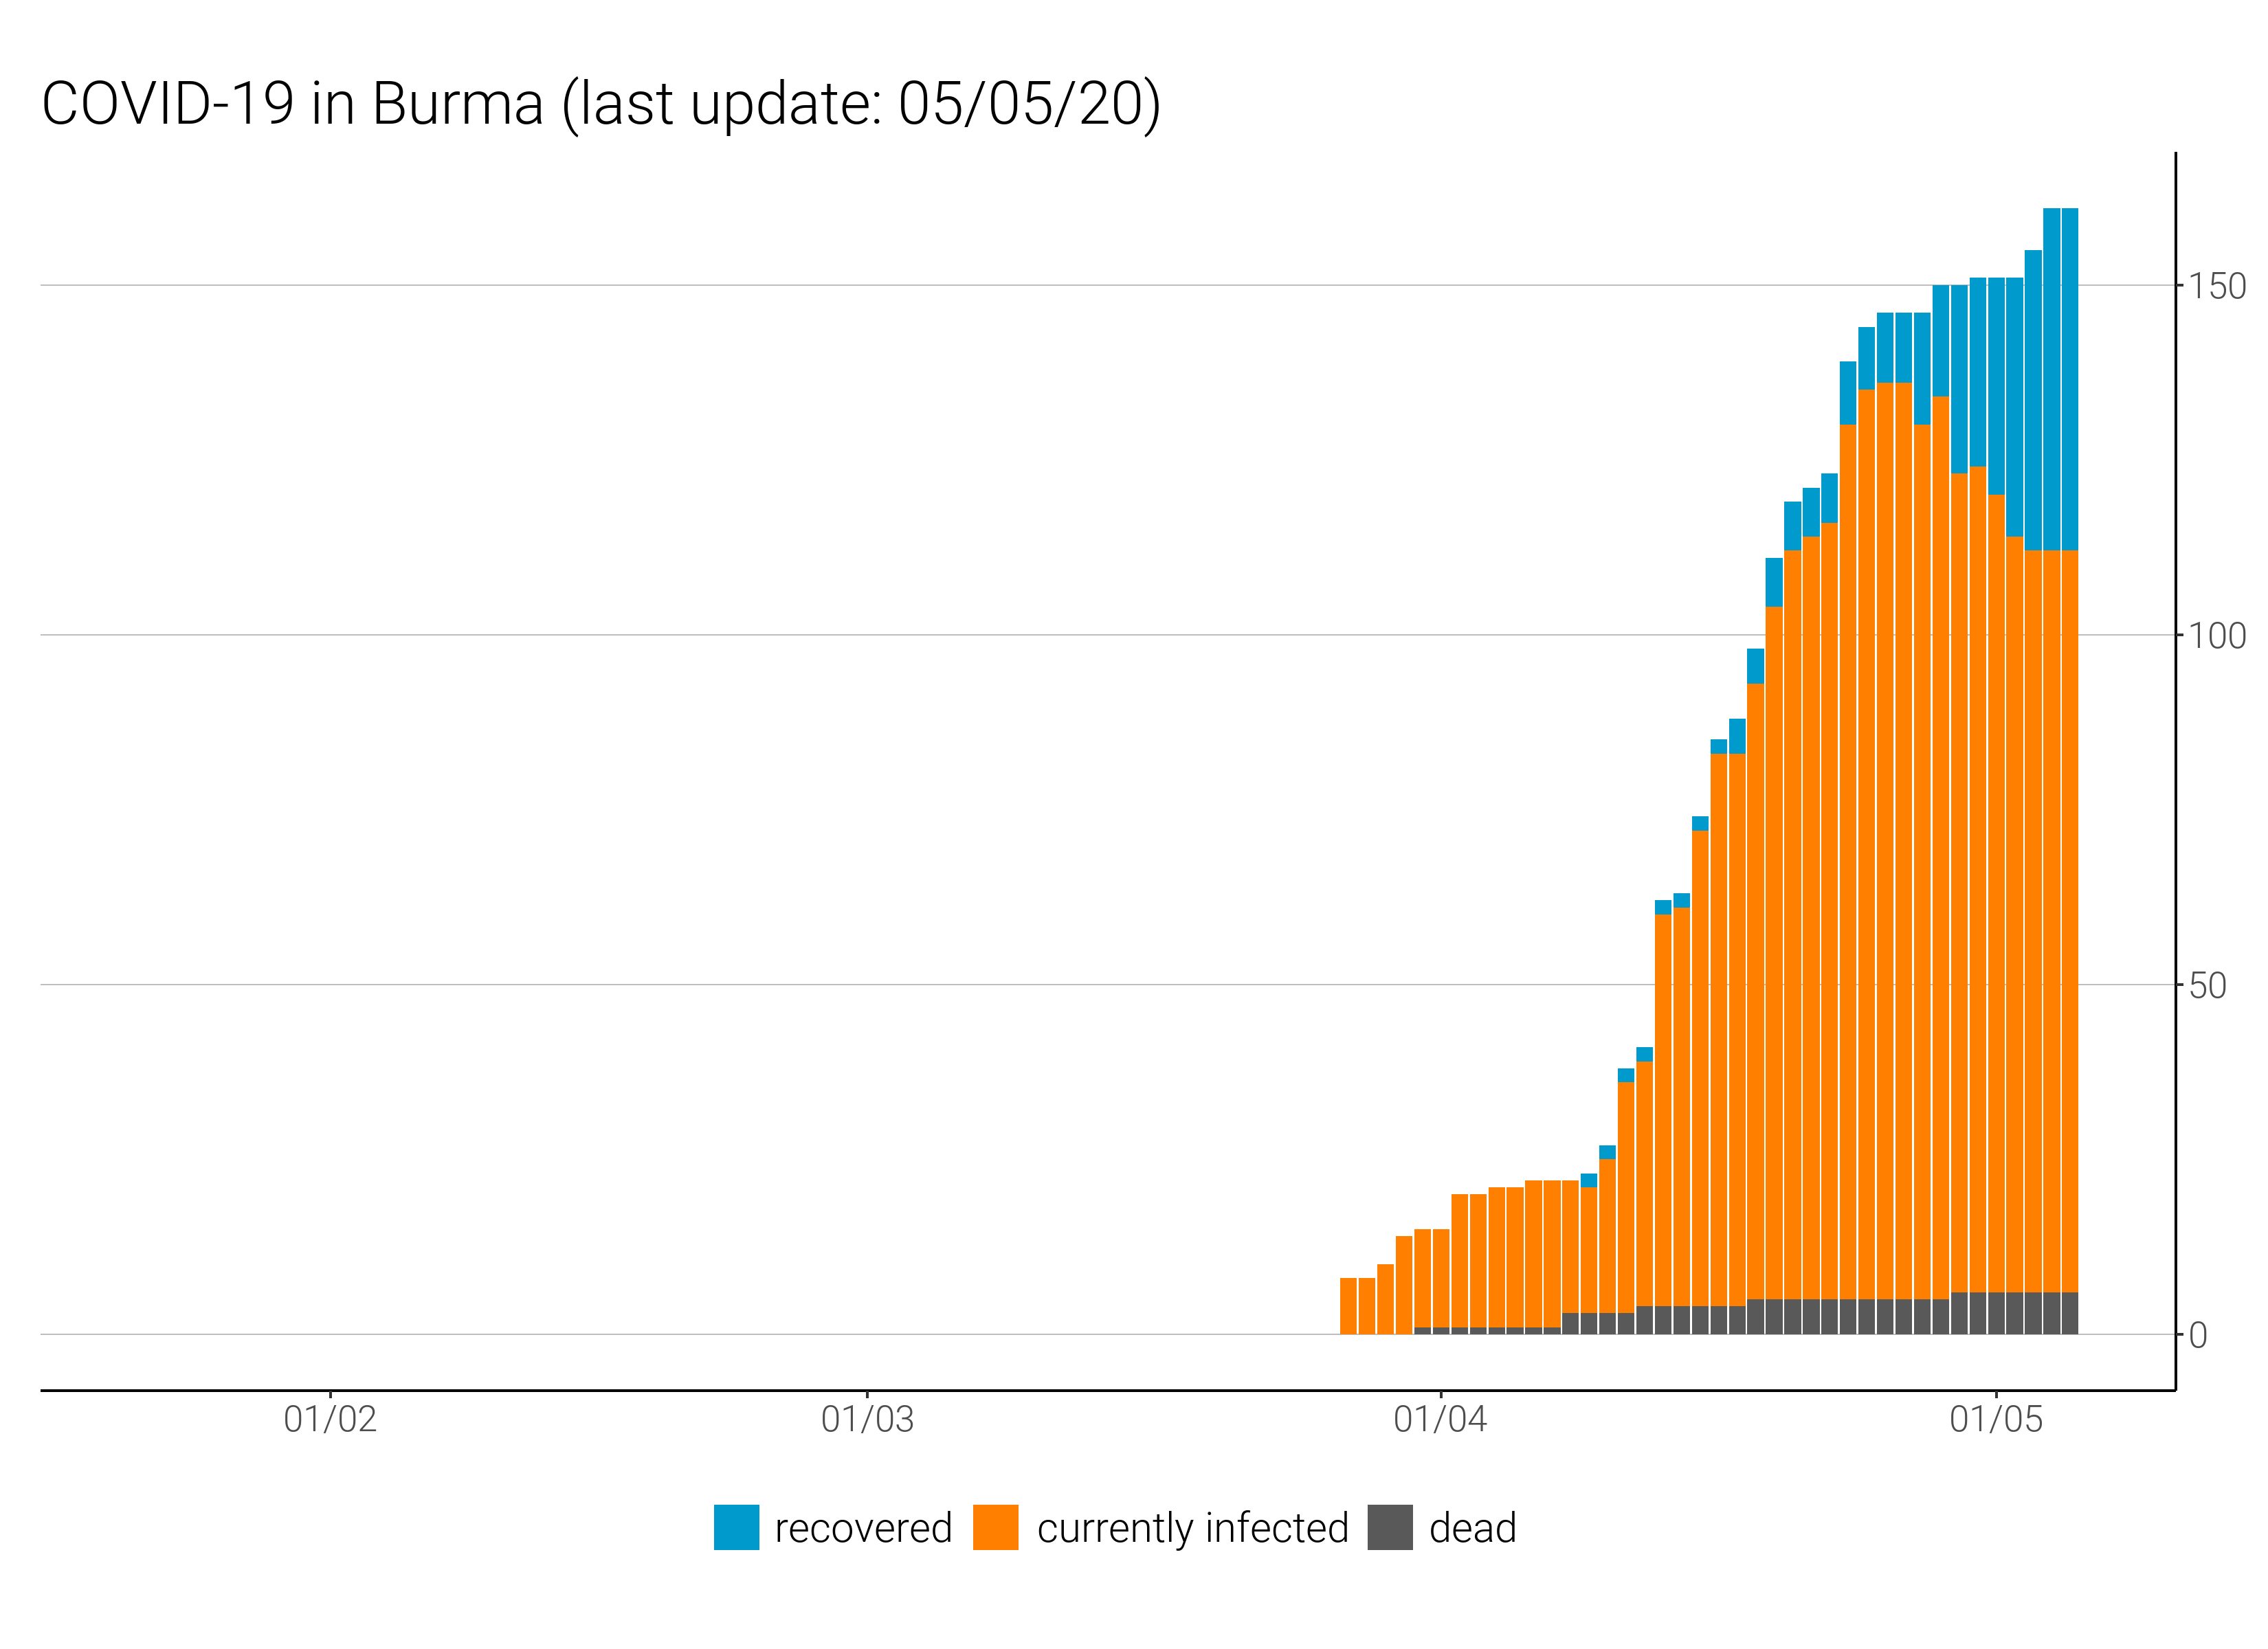 COVID-19 in Burma (last update: 05/05/20)
150
100
50
0
01/02 01/03 01/04 01/05
recovered currently infected dead